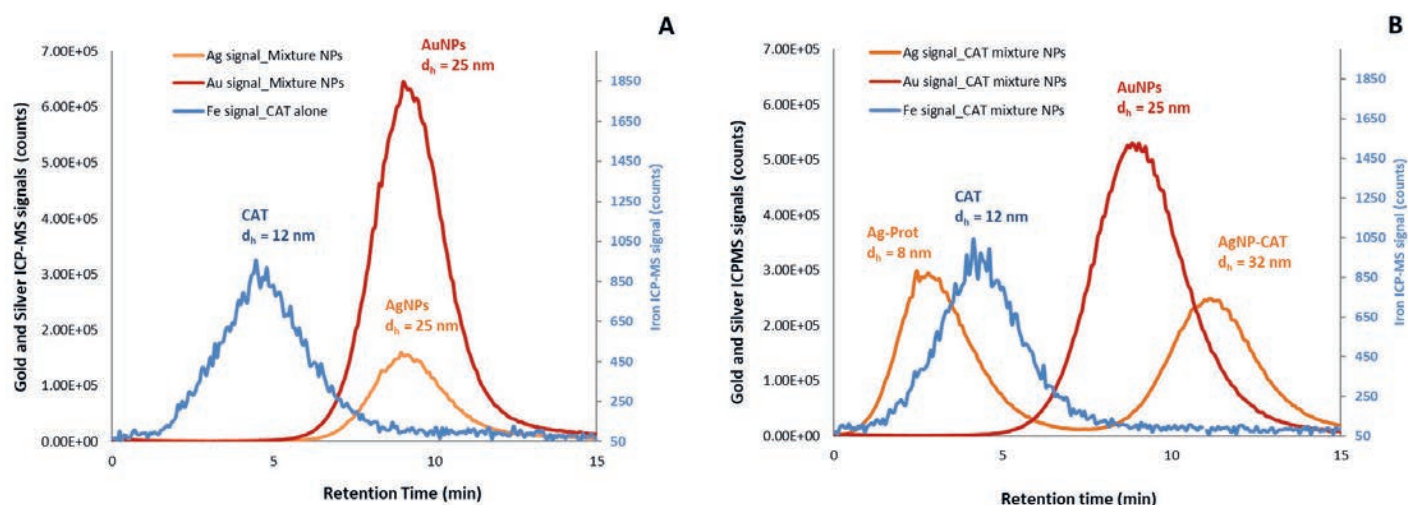 A
7.00E+05
6.00E+05
5.00E+05
4.00E+05
3.00E+05
2.00E+05
1.00E+05
0.00E+00
Gold and Silver ICP-MS signals (counts)
Ag signal_Mixture NPs
Au signal_Mixture NPs
Fe signal_CAT alone
AuNPs
dh = 25 nm
CAT
dh = 12 nm
AgNPs
dh = 25 nm
1850
1650
1450
1250
1050
850
650
450
250
50
Iron ICP-MS signal (counts)
0 5 10 15
Retention Time (min)
B
7.00E+05
6.00E+05
5.00E+05
4.00E+05
3.00E+05
2.00E+05
1.00E+05
0.00E+00
Gold and Silver ICPMS signals (counts)
Ag signal_CAT mixture NPs
Au signal_CAT mixture NPs
Fe signal_CAT mixture NPs
AuNPs
dh = 25 nm
CAT
dh = 12 nm
Ag-Prot
dh = 8 nm
AgNP-CAT
dh = 32 nm
1850
1650
1450
1250
1050
850
650
450
250
50
Iron ICP-MS signal (counts)
0 5 10 15
Retention time (min)